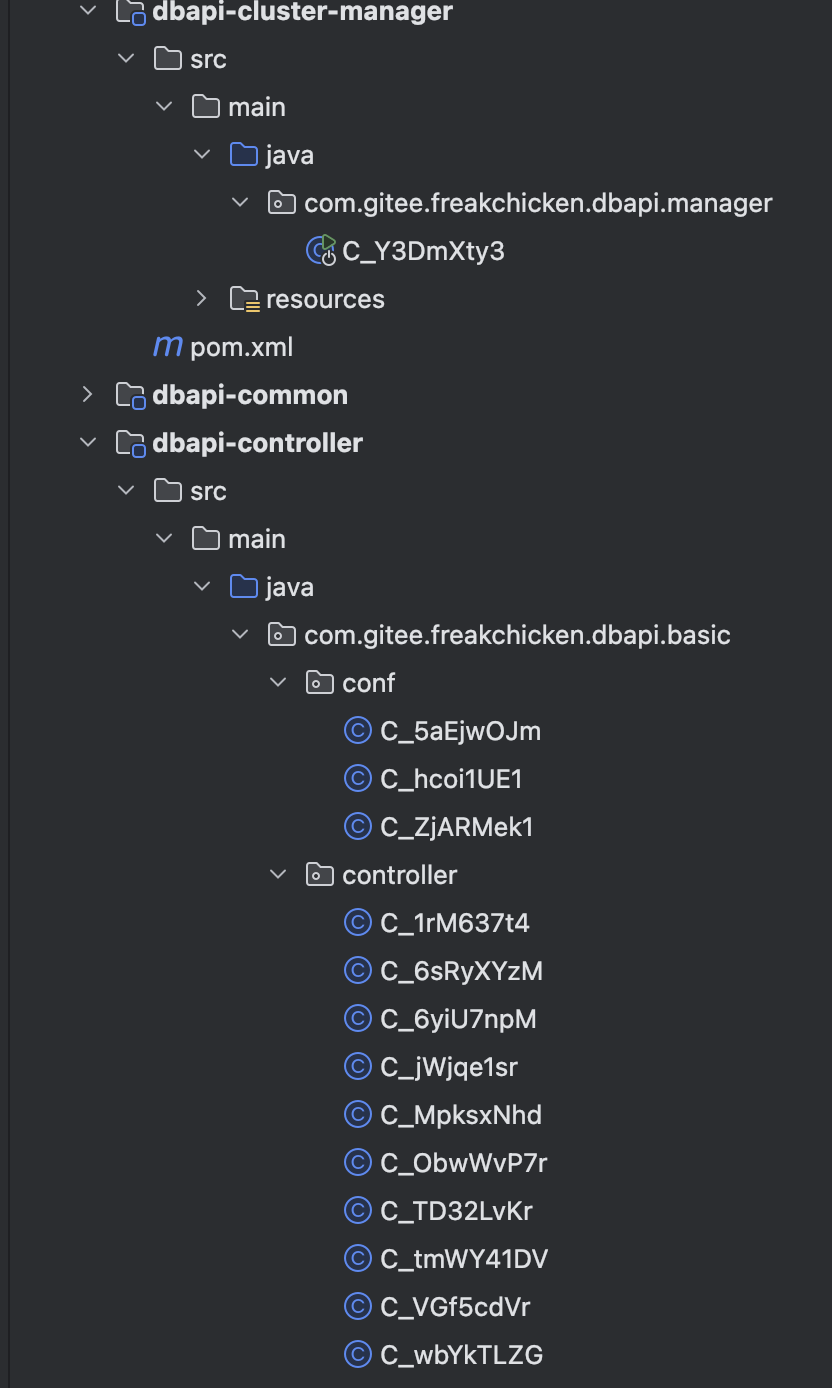 dbapi-cluster-manager
src
main
java
com.gitee.freakchicken.dbapi.manager
C_Y3DmXty3
resources
m pom.xml
dbapi-common
dbapi-controller
src
main
java
com.gitee.freakchicken.dbapi.basic
conf
C_5aEjwOJm
C_hcoi1UE1
C_ZjARMek1
controller
C_1rM637t4
C_6sRyXYzM
C_6yiU7npM
C_jWjqe1sr
C_MpksxNhd
C_ObwWvP7r
C_TD32LvKr
C_tmWY41DV
C_VGf5cdVr
C_wbYkTLZG